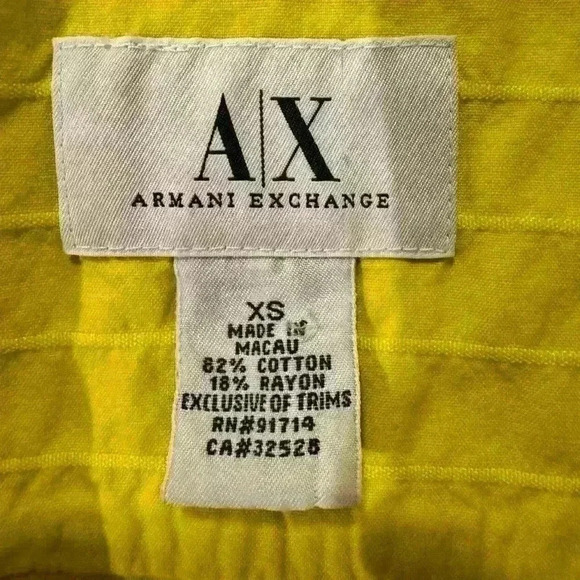 A|X
ARMANI EXCHANGE
XS
MADE IN
MACAU
82% COTTON
18% RAYON
EXCLUSIVE OF TRIMS
RN#91714
CA#32528